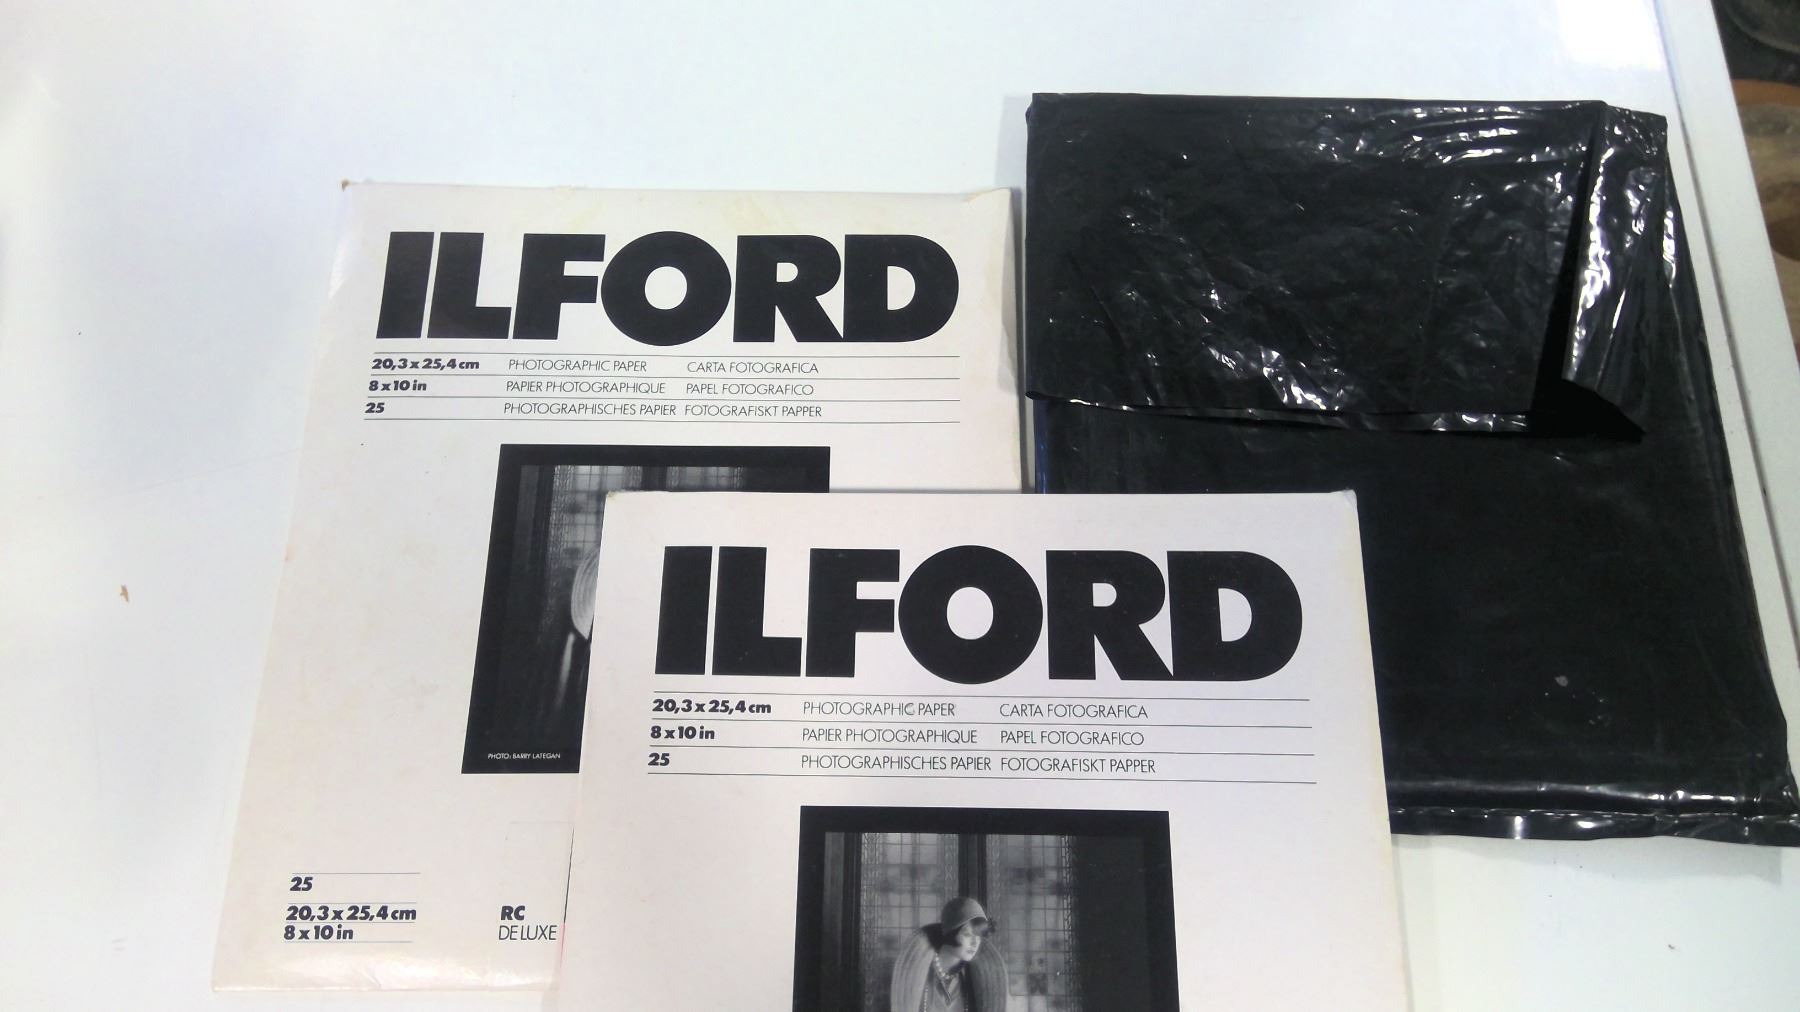 ILFORD
20,3 x 25,4 cm PHOTOGRAPHIC PAPER CARTA FOTOGRAFICA
8 x 10 in PAPIER PHOTOGRAPHIQUE PAPEL FOTOGRAFICO
25 PHOTOGRAPHISCHES PAPIER FOTOGRAFISKT PAPPER
PHOTO: BARRY LATEGAN
25
20,3 x 25,4 cm RC
8 x 10 in DE LUXE
ILFORD
20,3 x 25,4 cm PHOTOGRAPHIC PAPER CARTA FOTOGRAFICA
8 x 10 in PAPIER PHOTOGRAPHIQUE PAPEL FOTOGRAFICO
25 PHOTOGRAPHISCHES PAPIER FOTOGRAFISKT PAPPER